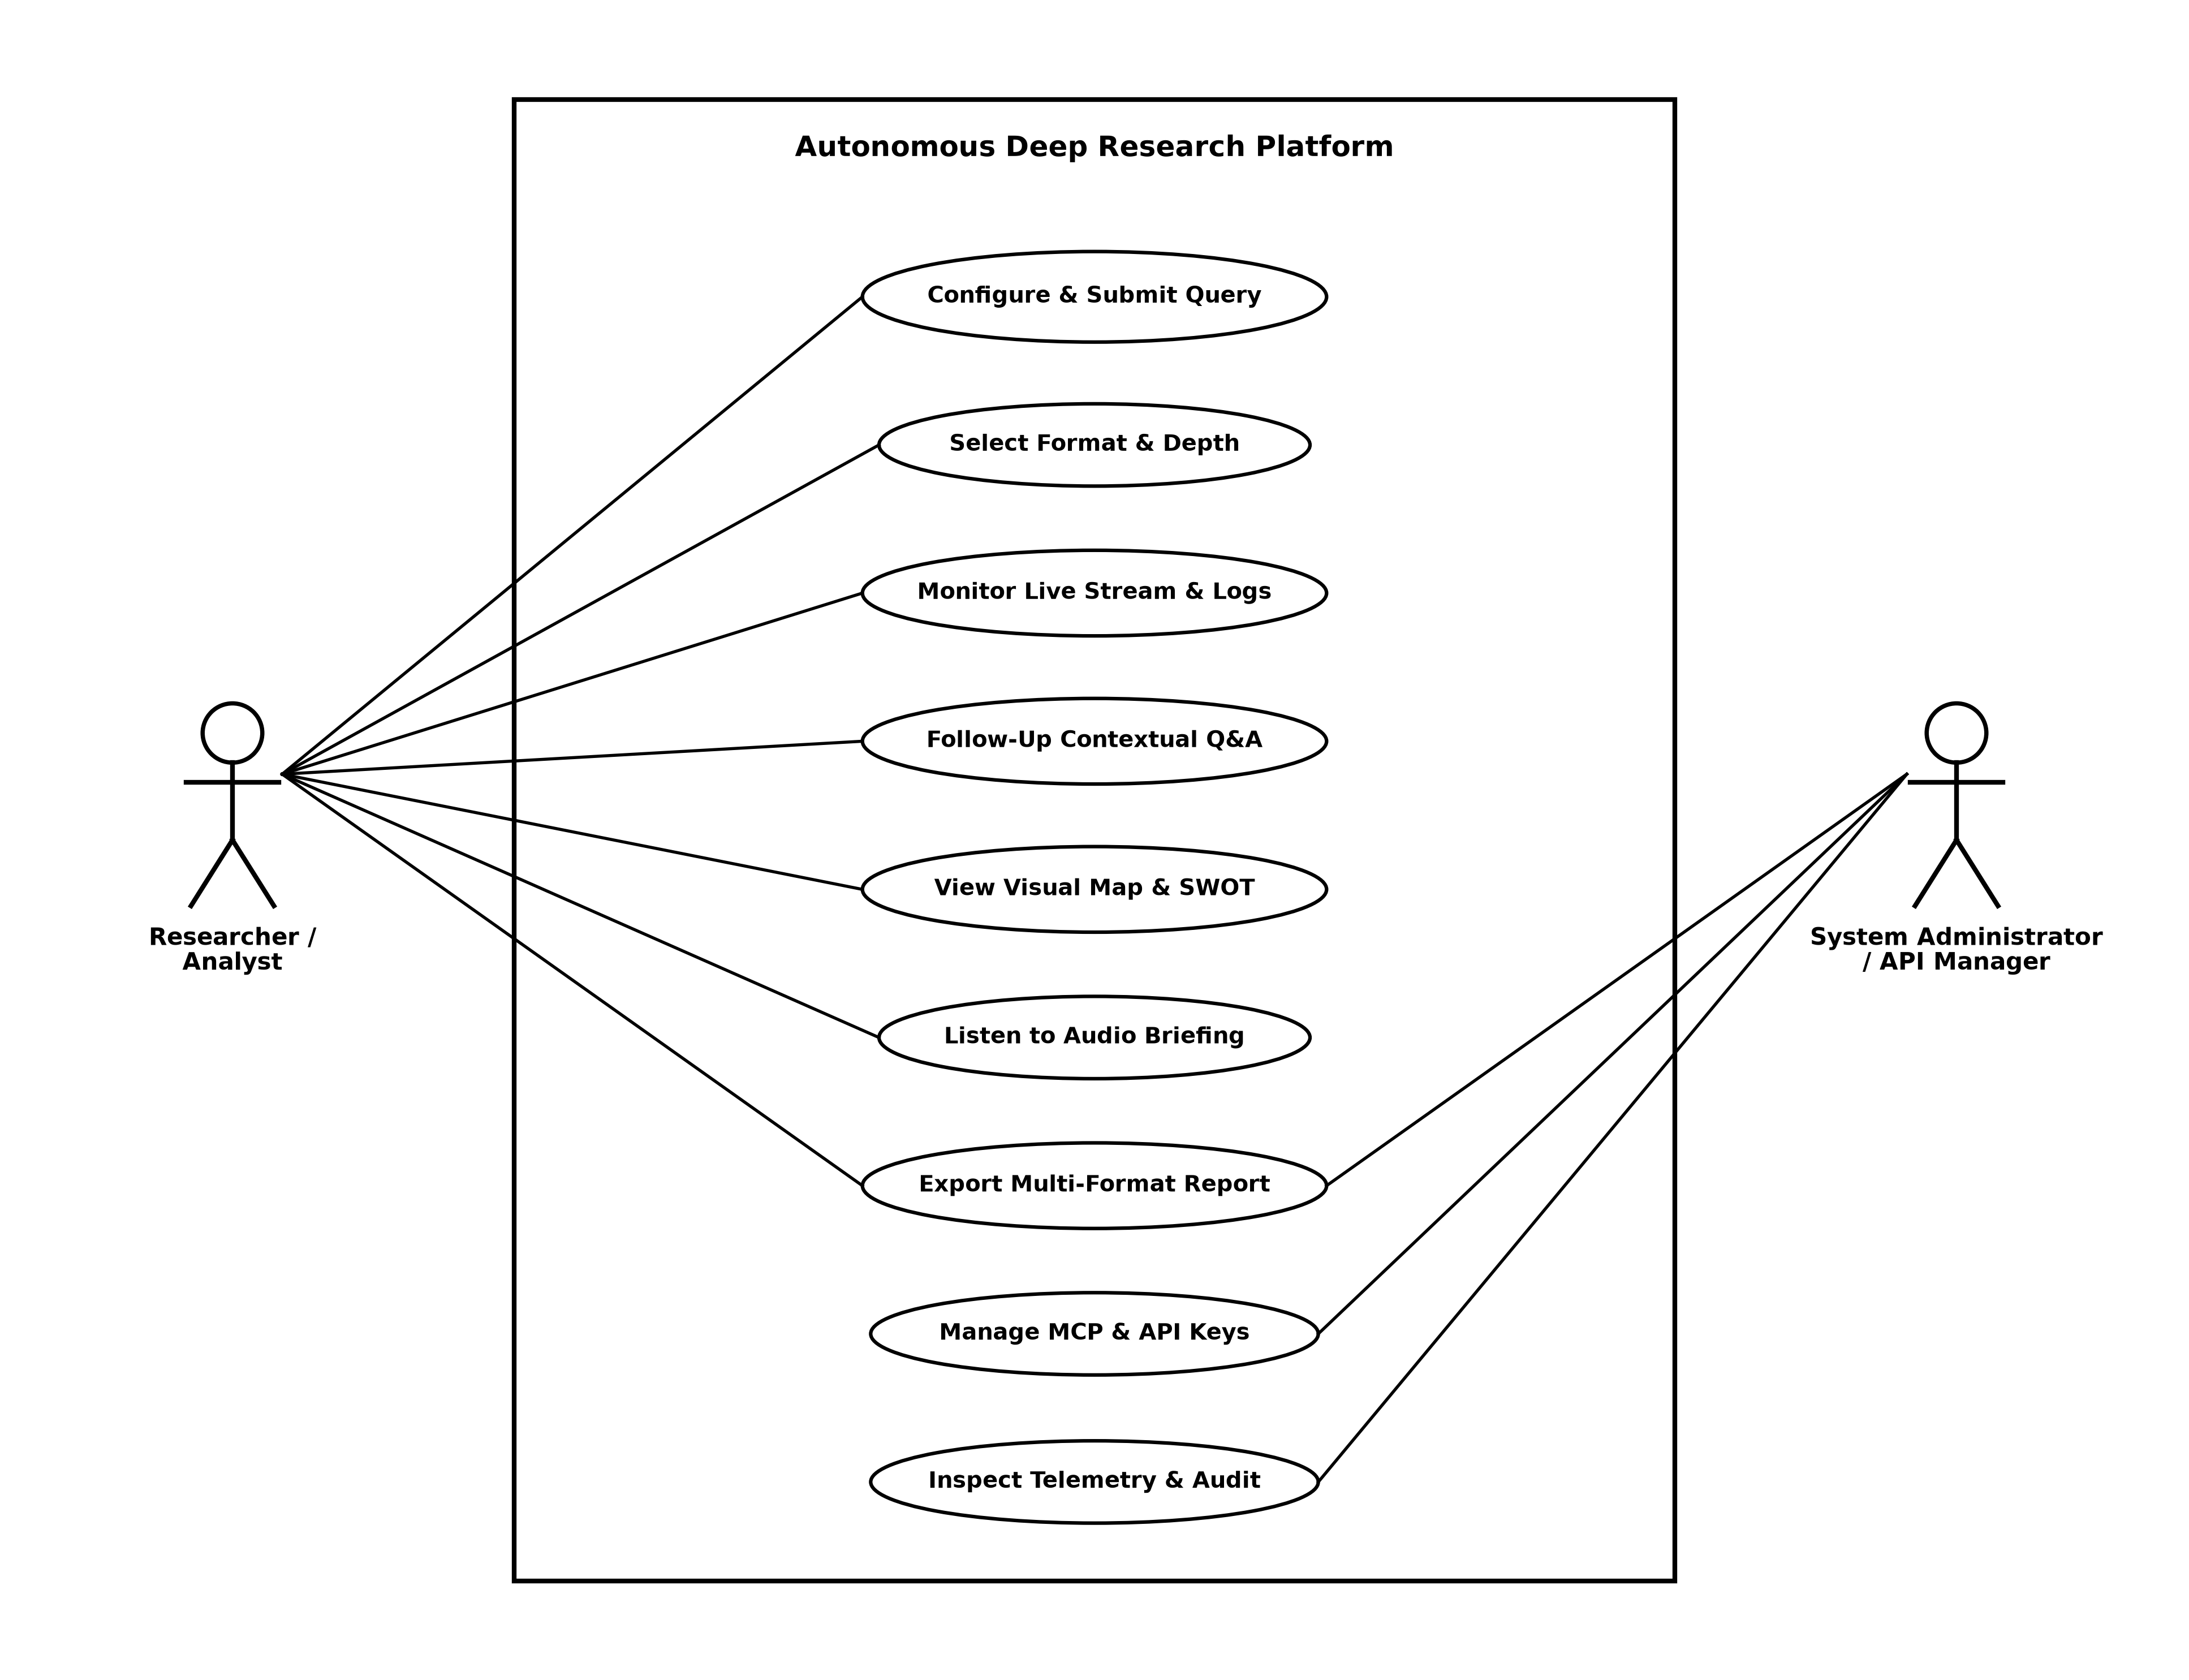 Autonomous Deep Research Platform
Configure & Submit Query
Select Format & Depth
Monitor Live Stream & Logs
Follow-Up Contextual Q&A
View Visual Map & SWOT
Listen to Audio Briefing
Export Multi-Format Report
Manage MCP & API Keys
Inspect Telemetry & Audit
Researcher /
Analyst
System Administrator
/ API Manager